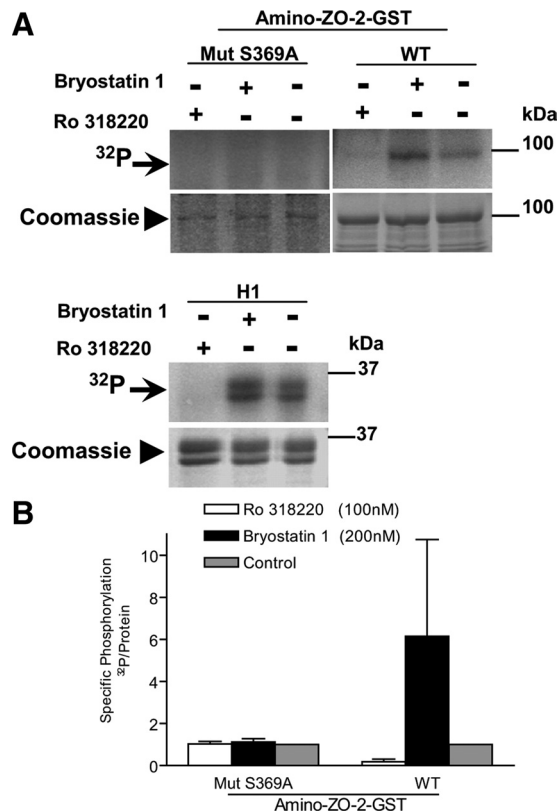 A
Amino-ZO-2-GST
Mut S369A WT
Bryostatin 1 - + - - + -
Ro 318220 + - - + - - kDa
32P 100
Coomassie 100
H1
Bryostatin 1 - + -
Ro 318220 + - - kDa
32P 37
Coomassie 37
B
Ro 318220 (100nM)
Bryostatin 1 (200nM)
Control
Specific Phosphorylation
32P/Protein
10
8
6
4
2
0
Mut S369A WT
Amino-ZO-2-GST